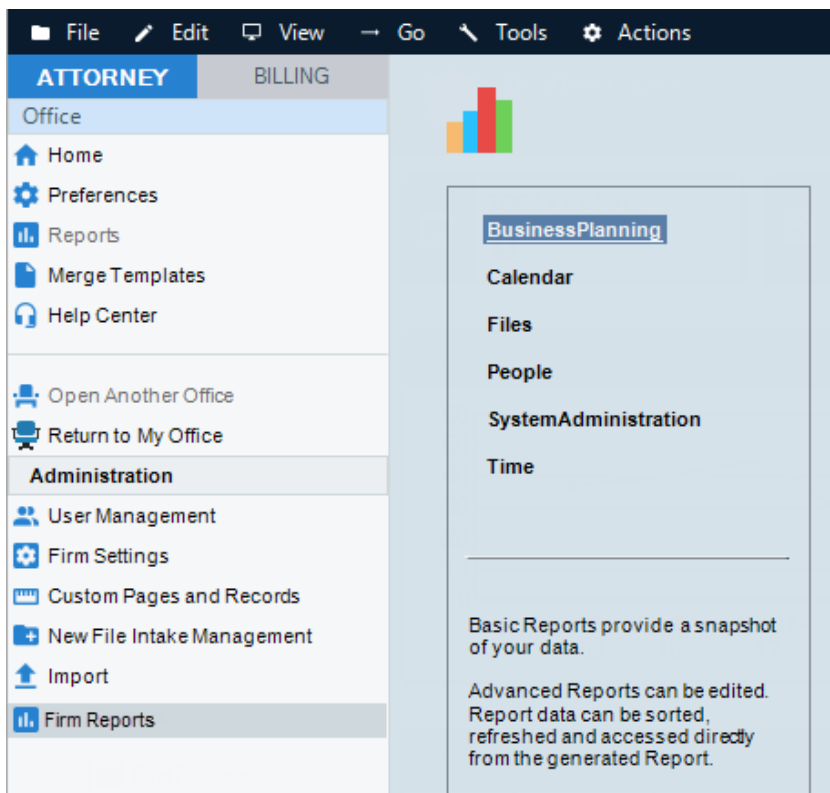 File Edit View Go Tools Actions
ATTORNEY BILLING
Office
Home
Preferences
Reports
Merge Templates
Help Center
Open Another Office
Return to My Office
Administration
User Management
Firm Settings
Custom Pages and Records
New File Intake Management
Import
Firm Reports
BusinessPlanning
Calendar
Files
People
SystemAdministration
Time
Basic Reports provide a snapshot
of your data.
Advanced Reports can be edited.
Report data can be sorted,
refreshed and accessed directly
from the generated Report.